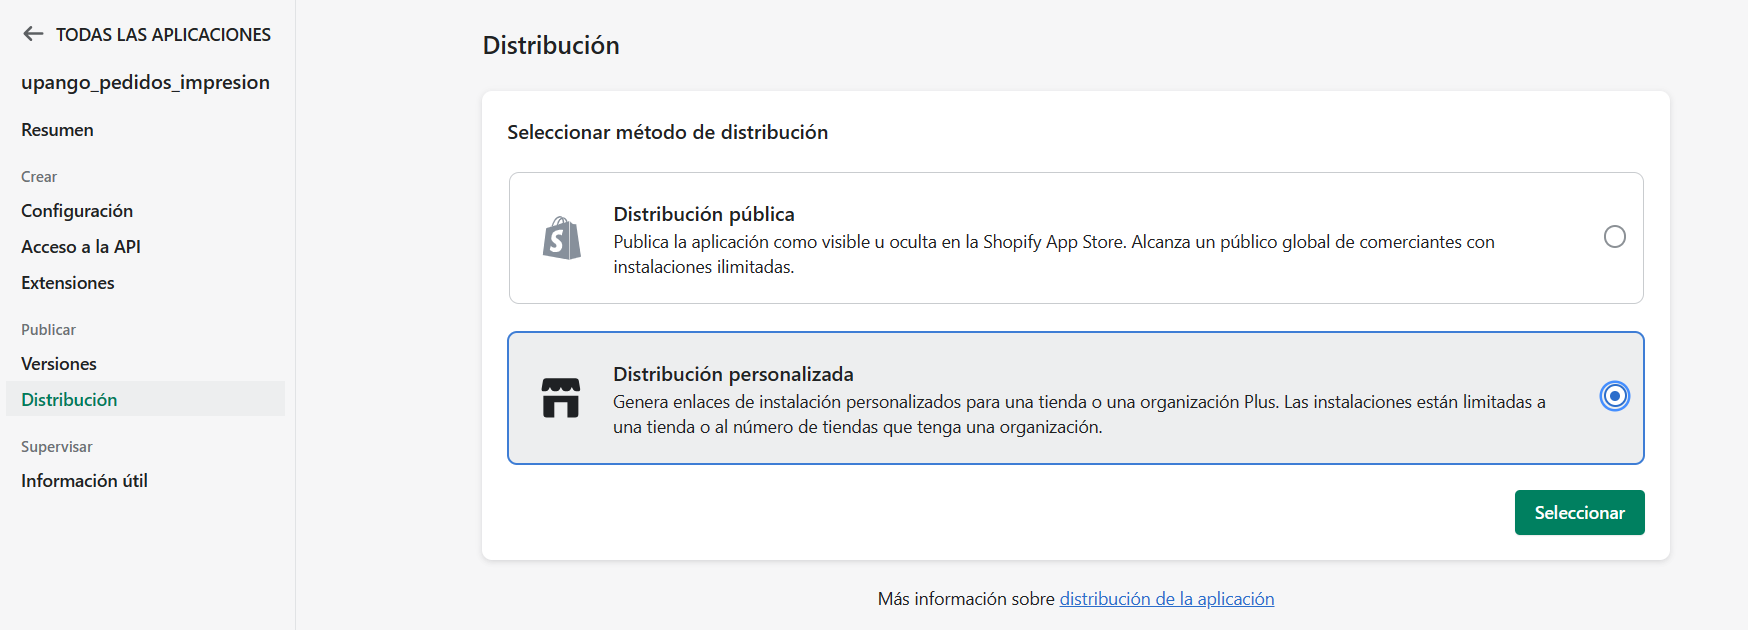 TODAS LAS APLICACIONES
upango_pedidos_impresion
Resumen
Crear
Configuración
Acceso a la API
Extensiones
Publicar
Versiones
Distribución
Supervisar
Información útil
Distribución
Seleccionar método de distribución
Distribución pública
Publica la aplicación como visible u oculta en la Shopify App Store. Alcanza un público global de comerciantes con
instalaciones ilimitadas.
Distribución personalizada
Genera enlaces de instalación personalizados para una tienda o una organización Plus. Las instalaciones están limitadas a
una tienda o al número de tiendas que tenga una organización.
Seleccionar
Más información sobre distribución de la aplicación